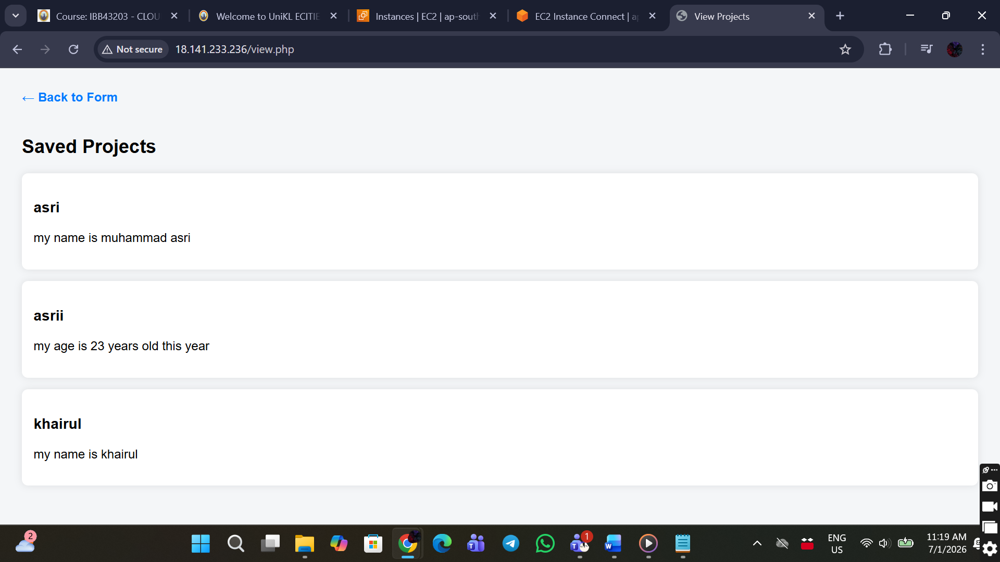 Course: IBB43203 - CLOU
Welcome to UniKL ECITIE
Instances | EC2 | ap-south
EC2 Instance Connect | ap
View Projects
Not secure
18.141.233.236/view.php
← Back to Form
Saved Projects
asri
my name is muhammad asri
asrii
my age is 23 years old this year
khairul
my name is khairul
2
1
ENG
US
11:19 AM
7/1/2026